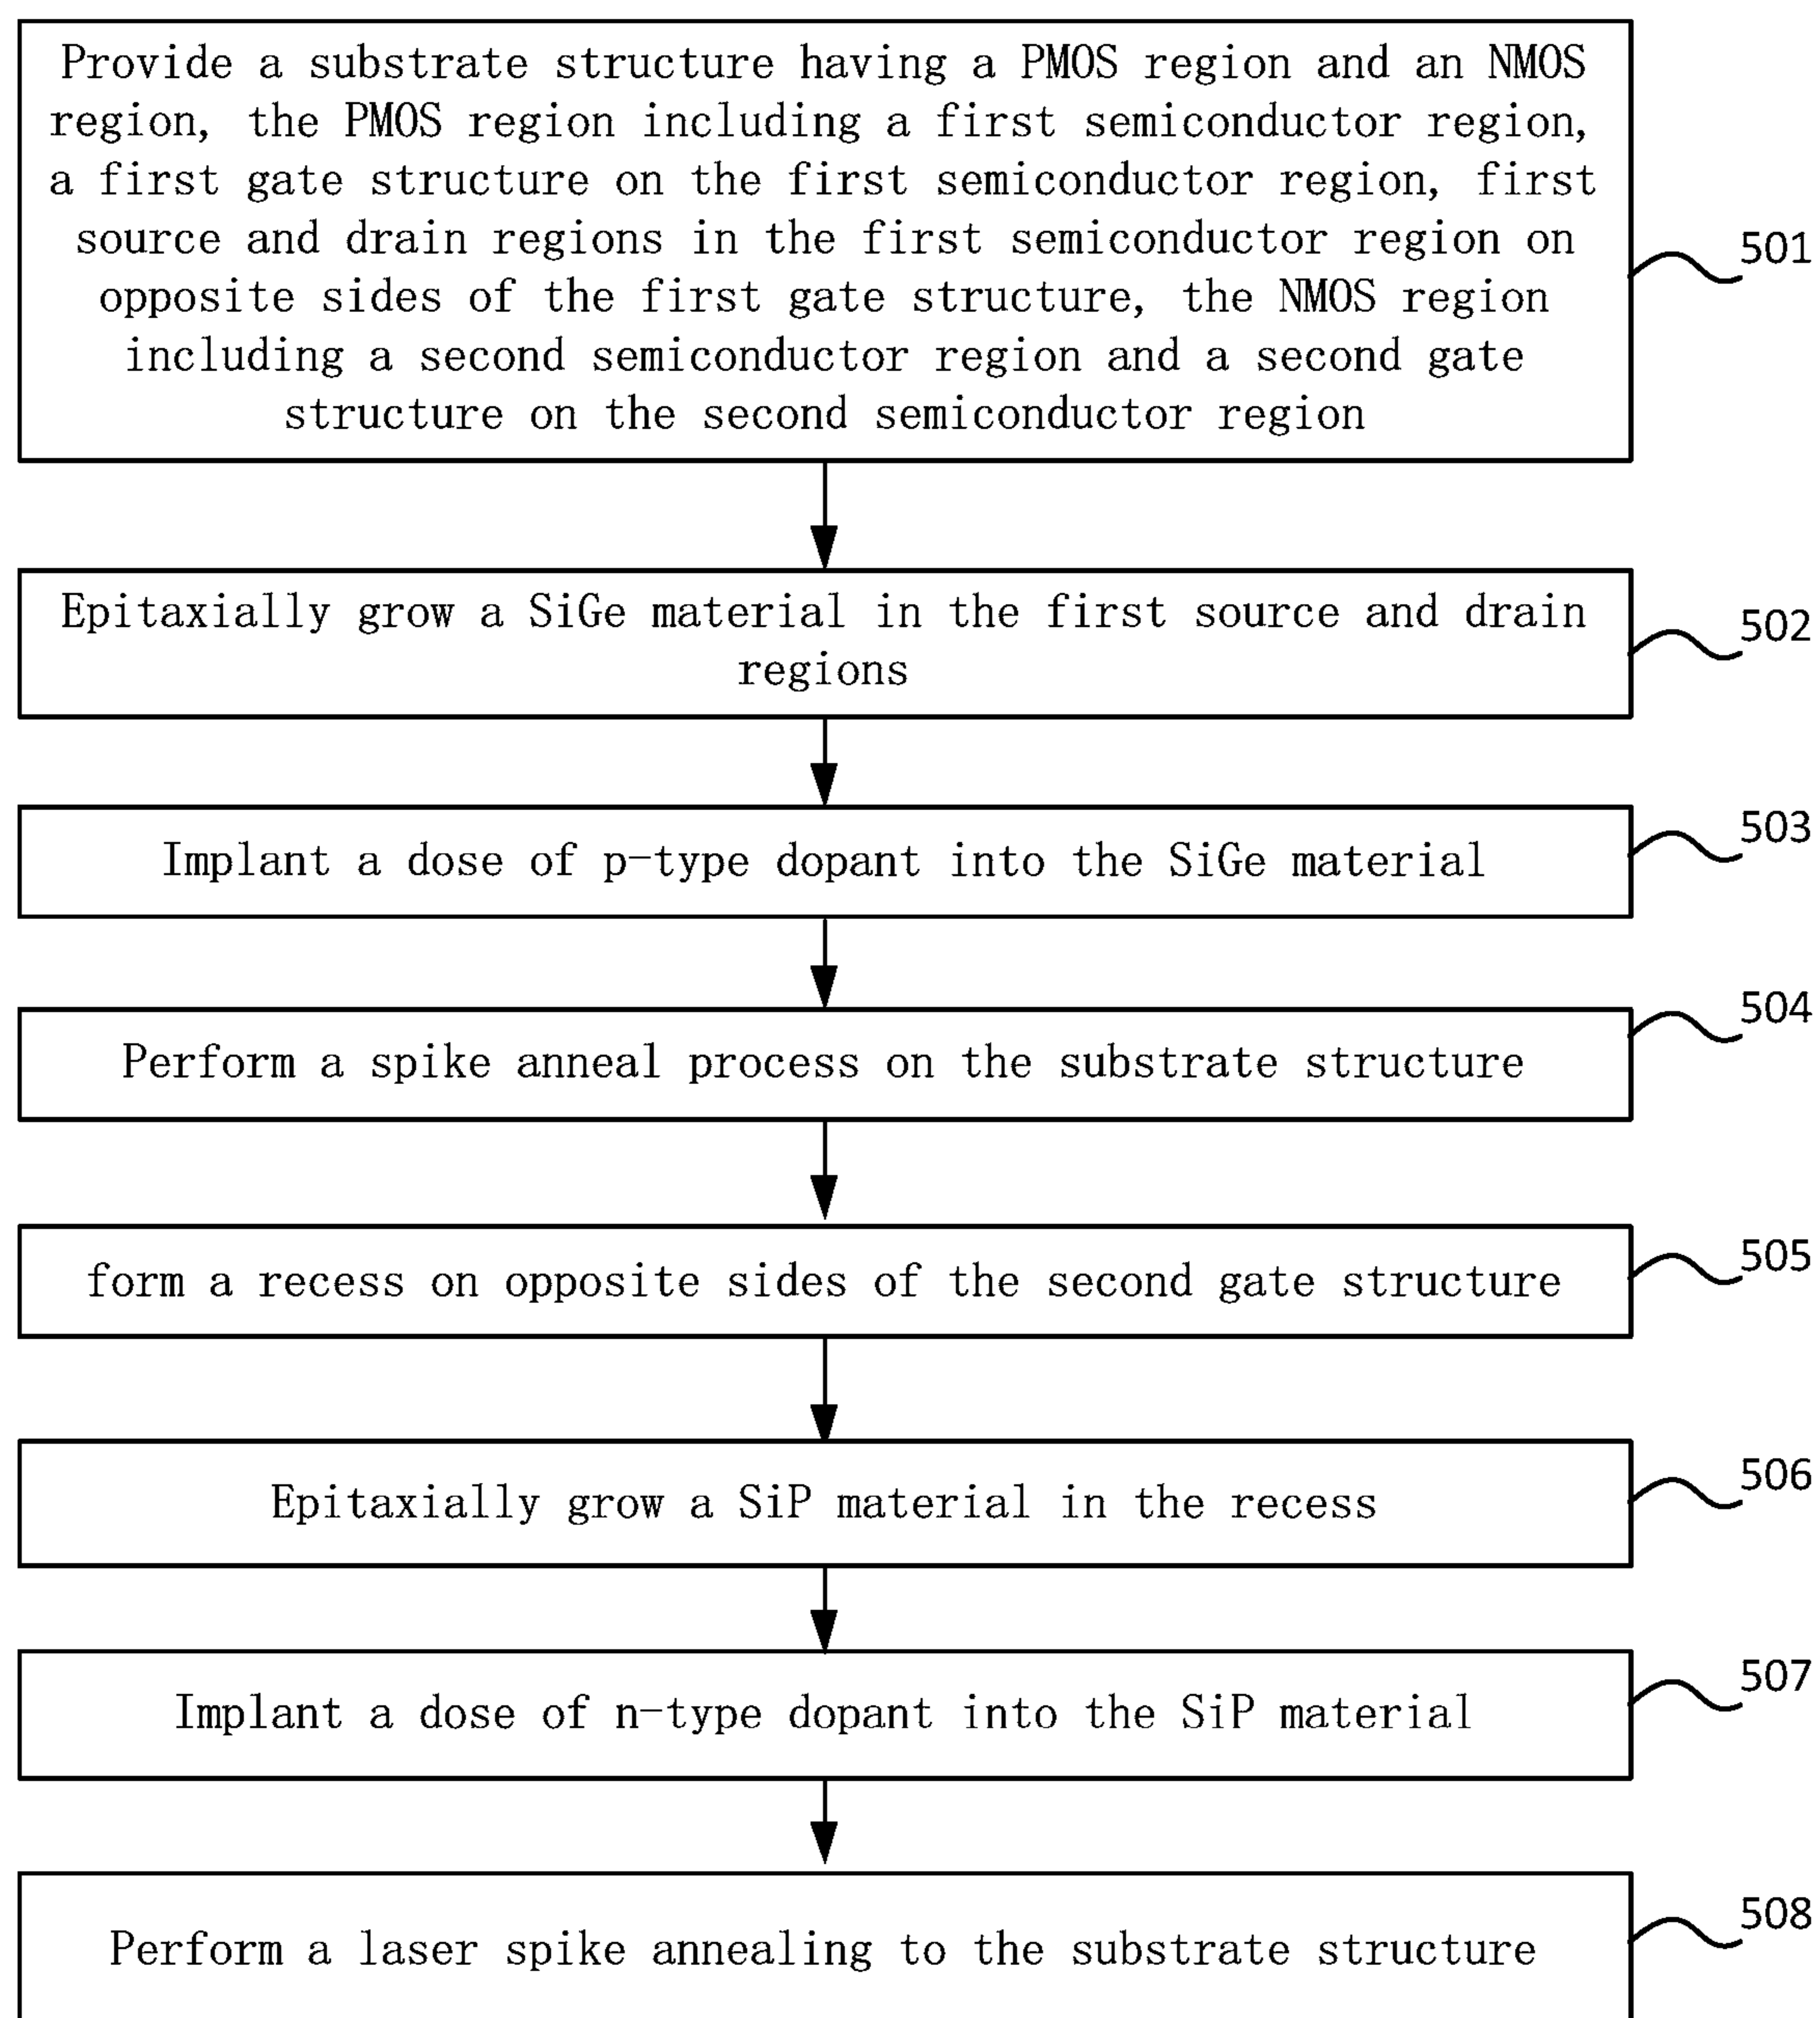 Provide a substrate structure having a PMOS region and an NMOS
region, the PMOS region including a first semiconductor region,
a first gate structure on the first semiconductor region, first
source and drain regions in the first semiconductor region on
opposite sides of the first gate structure, the NMOS region
including a second semiconductor region and a second gate
structure on the second semiconductor region
501
Epitaxially grow a SiGe material in the first source and drain
regions
502
Implant a dose of p-type dopant into the SiGe material
503
Perform a spike anneal process on the substrate structure
504
form a recess on opposite sides of the second gate structure
505
Epitaxially grow a SiP material in the recess
506
Implant a dose of n-type dopant into the SiP material
507
Perform a laser spike annealing to the substrate structure
508